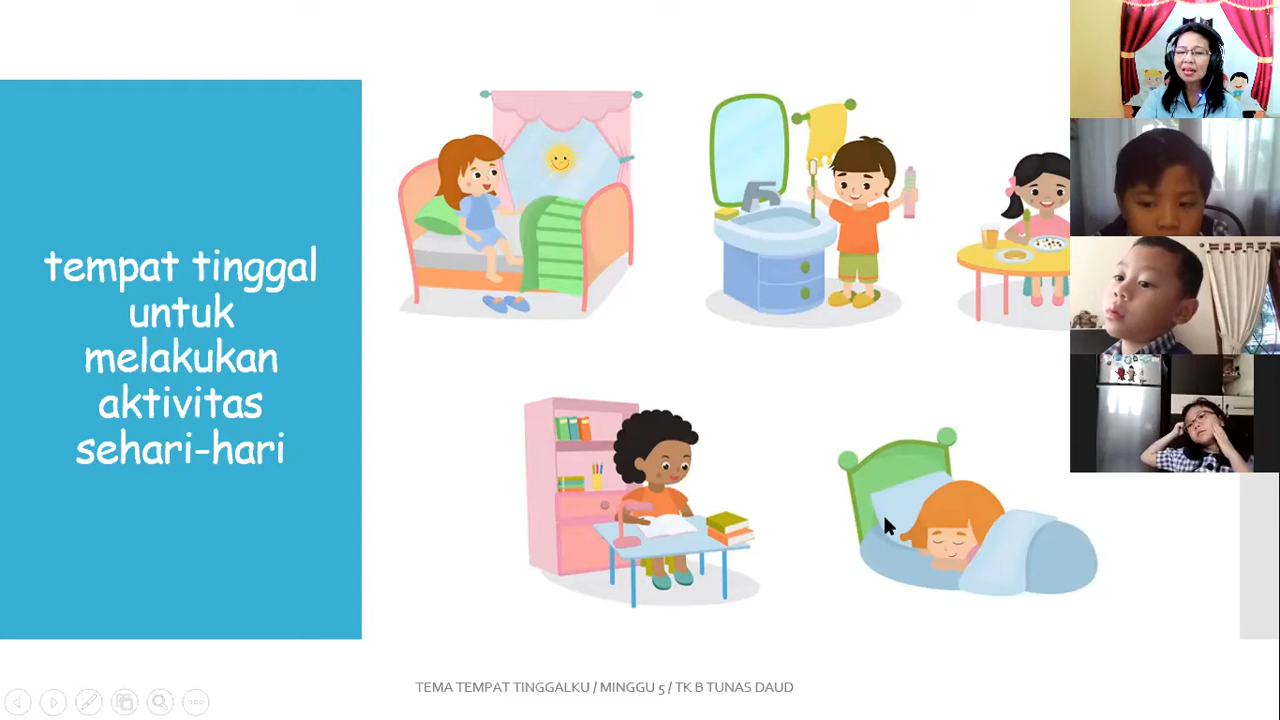 tempat tinggal
untuk
melakukan
aktivitas
sehari-hari
TEMA TEMPAT TINGGALKU / MINGGU 5 / TK B TUNAS DAUD